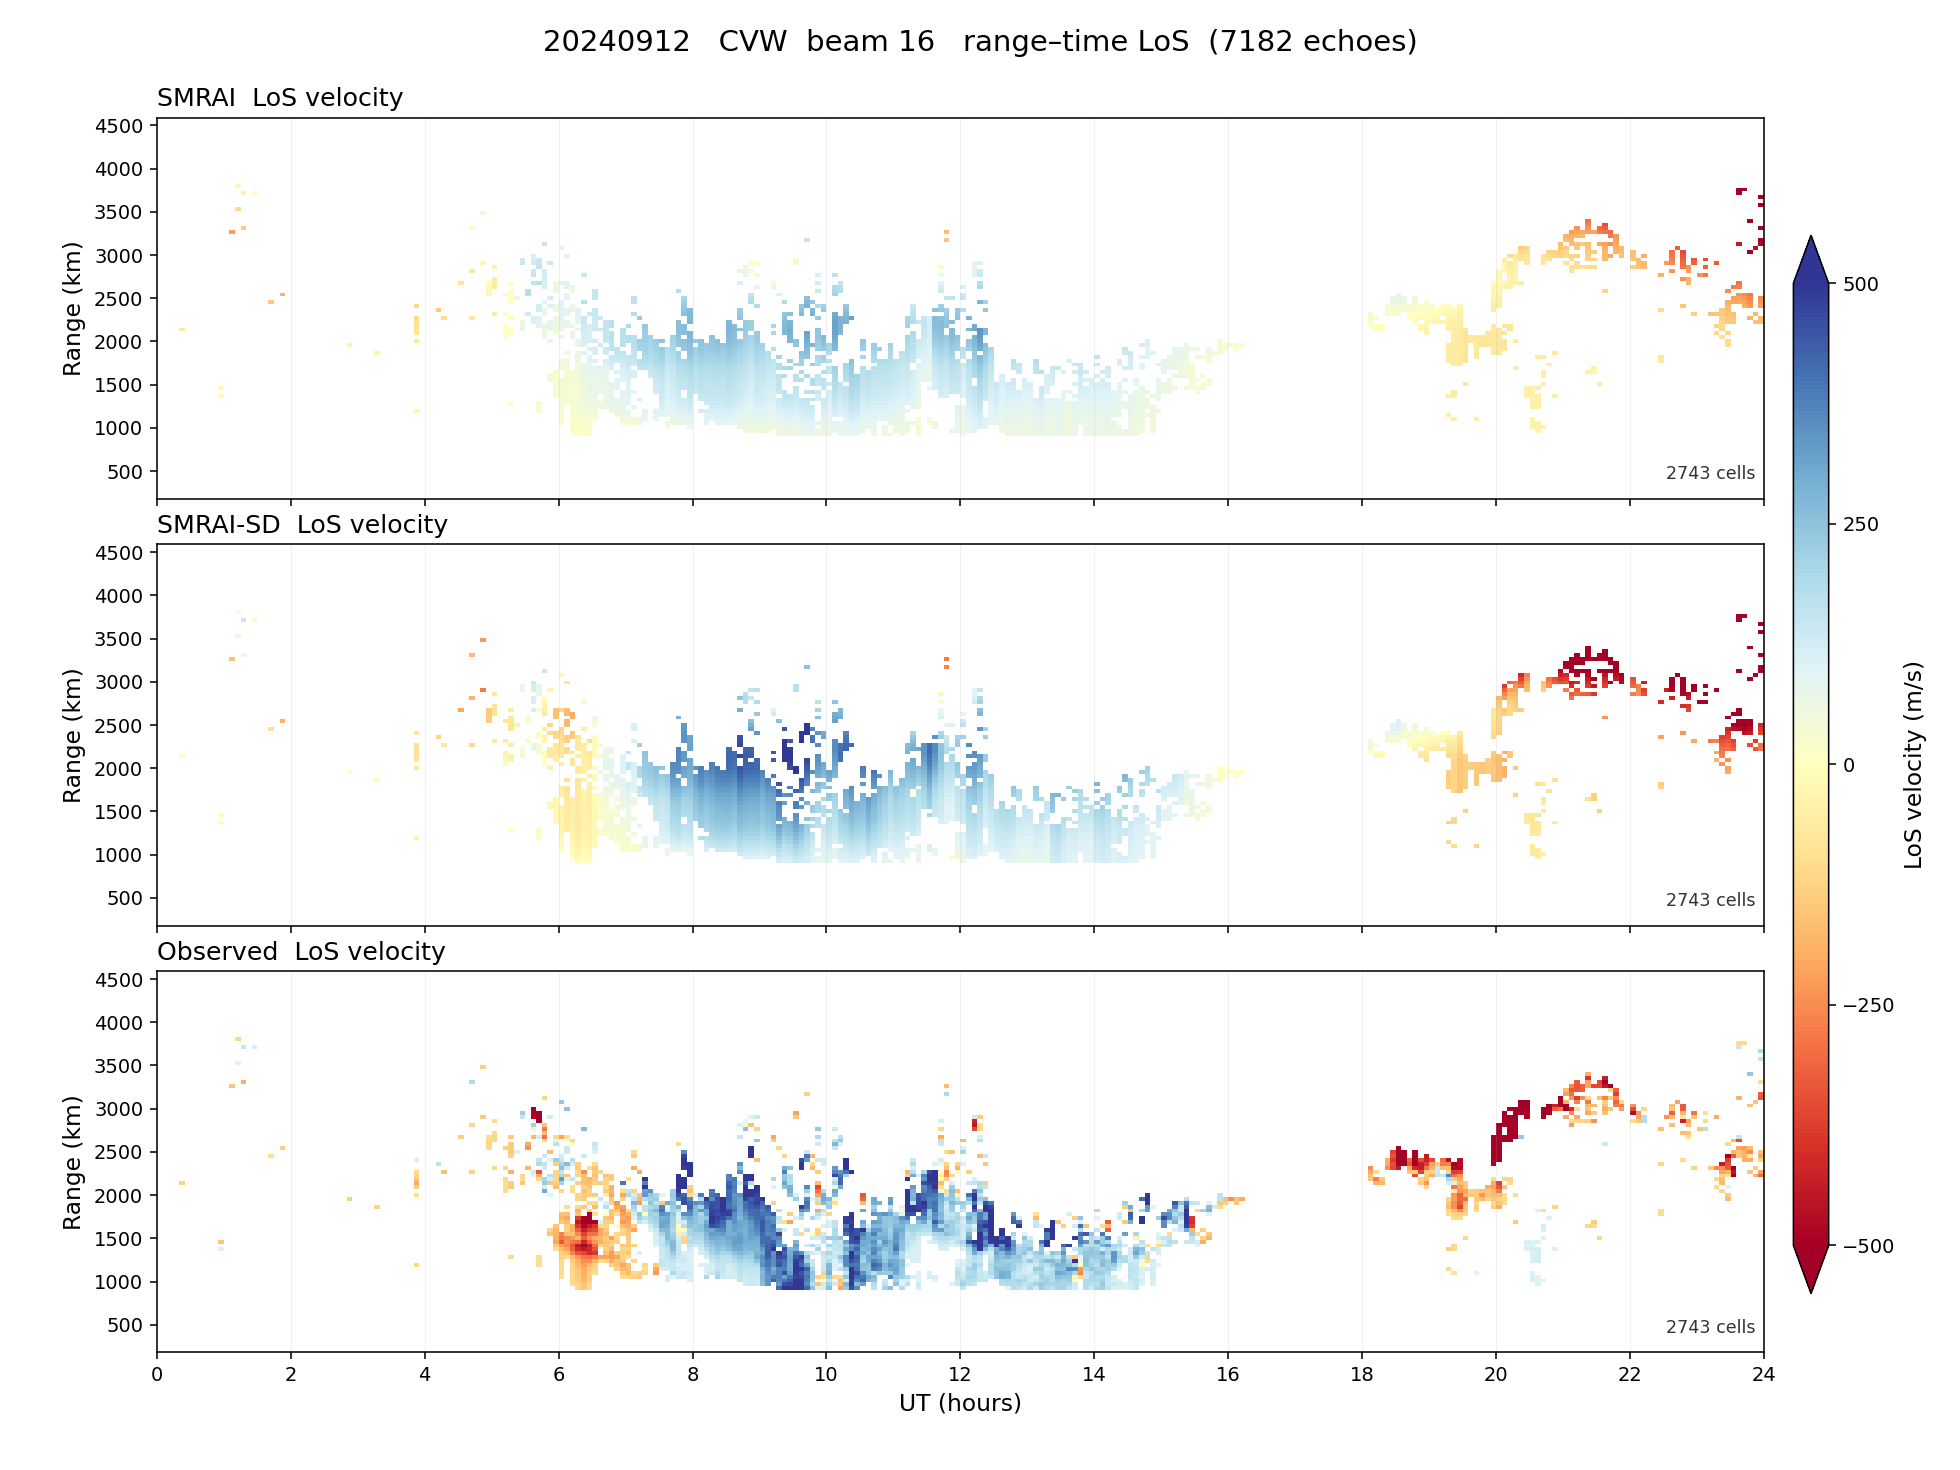 20240912   CVW  beam 16   range–time LoS  (7182 echoes)
SMRAI  LoS velocity
4500
4000
3500
3000
2500
2000
1500
1000
500
Range (km)
2743 cells
SMRAI-SD  LoS velocity
4500
4000
3500
3000
2500
2000
1500
1000
500
Range (km)
2743 cells
Observed  LoS velocity
4500
4000
3500
3000
2500
2000
1500
1000
500
Range (km)
2743 cells
0 2 4 6 8 10 12 14 16 18 20 22 24
UT (hours)
500
250
0
−250
−500
LoS velocity (m/s)